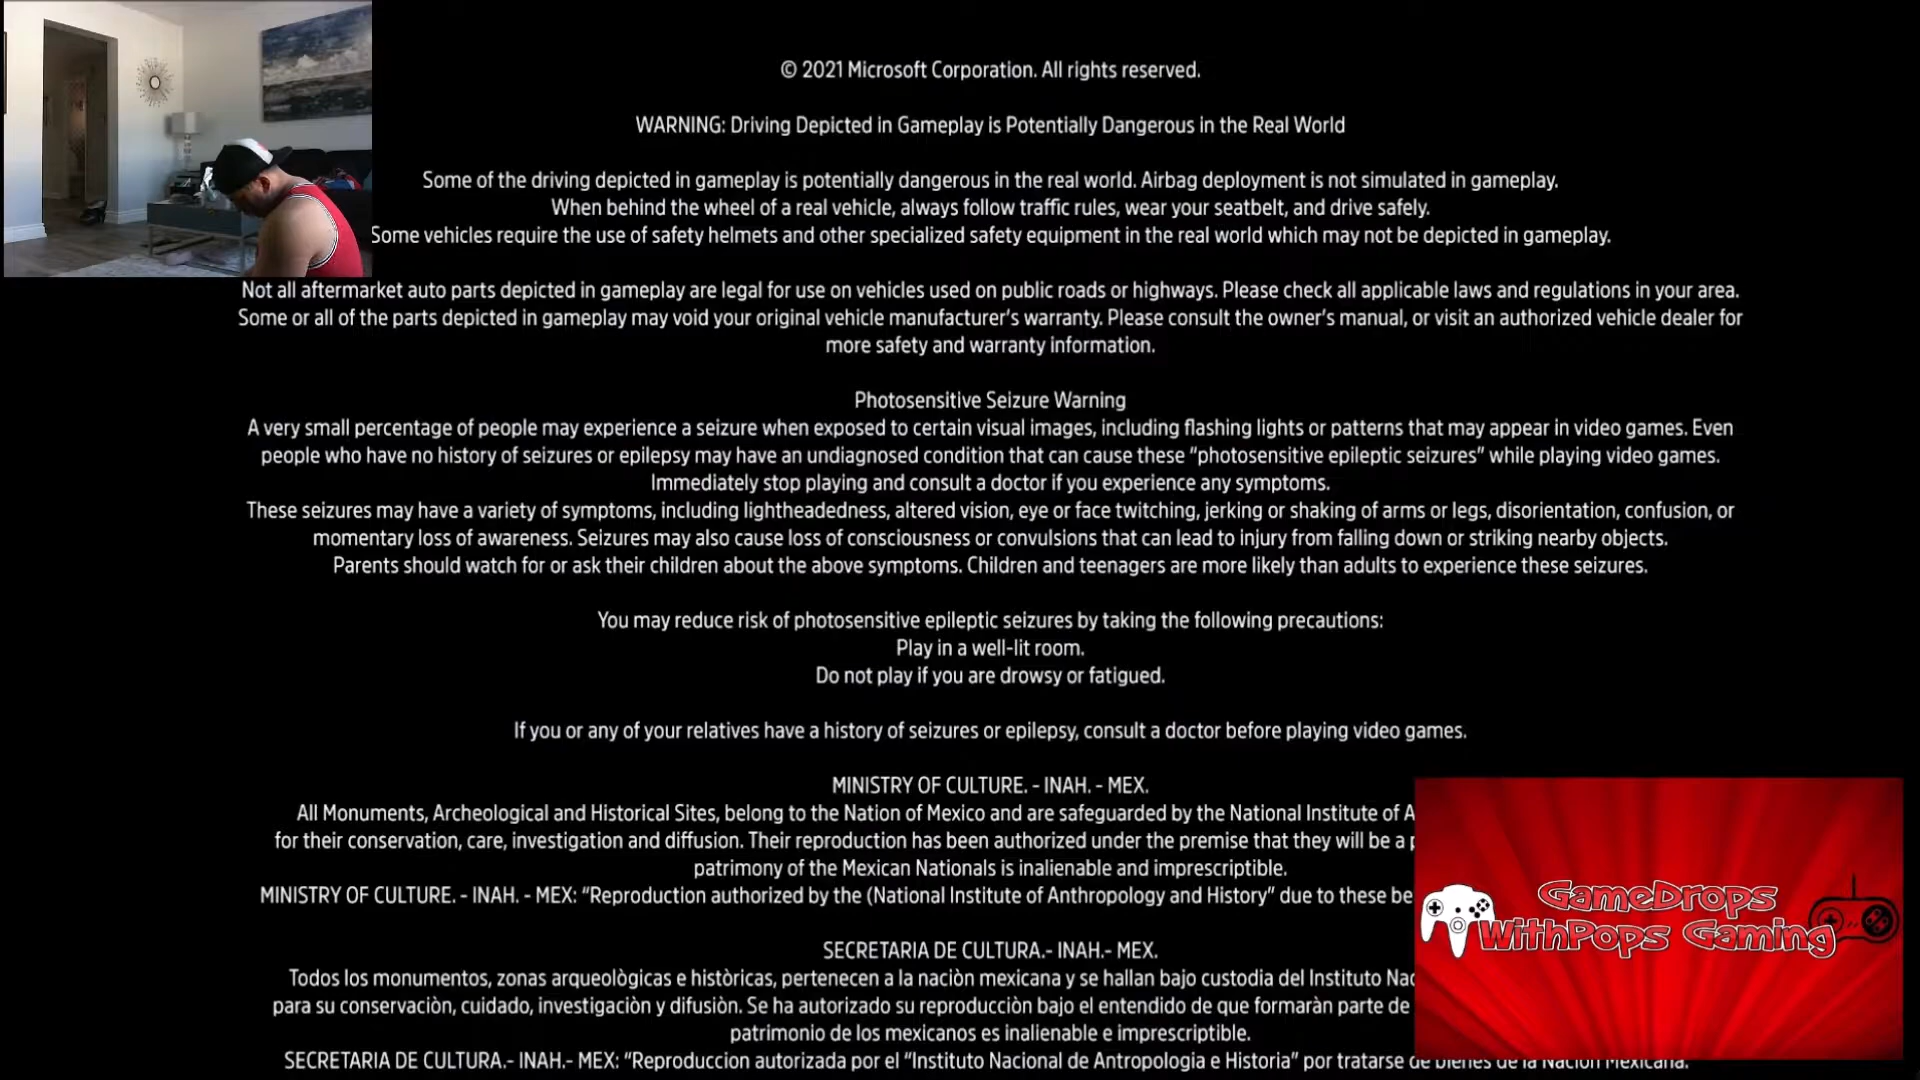 © 2021 Microsoft Corporation. All rights reserved.
WARNING: Driving Depicted in Gameplay is Potentially Dangerous in the Real World
Some of the driving depicted in gameplay is potentially dangerous in the real world. Airbag deployment is not simulated in gameplay.
When behind the wheel of a real vehicle, always follow traffic rules, wear your seatbelt, and drive safely.
Some vehicles require the use of safety helmets and other specialized safety equipment in the real world which may not be depicted in gameplay.
Not all aftermarket auto parts depicted in gameplay are legal for use on vehicles used on public roads or highways. Please check all applicable laws and regulations in your area.
Some or all of the parts depicted in gameplay may void your original vehicle manufacturer's warranty. Please consult the owner's manual, or visit an authorized vehicle dealer for
more safety and warranty information.
Photosensitive Seizure Warning
A very small percentage of people may experience a seizure when exposed to certain visual images, including flashing lights or patterns that may appear in video games. Even
people who have no history of seizures or epilepsy may have an undiagnosed condition that can cause these “photosensitive epileptic seizures” while playing video games.
Immediately stop playing and consult a doctor if you experience any symptoms.
These seizures may have a variety of symptoms, including lightheadedness, altered vision, eye or face twitching, jerking or shaking of arms or legs, disorientation, confusion, or
momentary loss of awareness. Seizures may also cause loss of consciousness or convulsions that can lead to injury from falling down or striking nearby objects.
Parents should watch for or ask their children about the above symptoms. Children and teenagers are more likely than adults to experience these seizures.
You may reduce risk of photosensitive epileptic seizures by taking the following precautions:
Play in a well-lit room.
Do not play if you are drowsy or fatigued.
If you or any of your relatives have a history of seizures or epilepsy, consult a doctor before playing video games.
MINISTRY OF CULTURE. - INAH. - MEX.
All Monuments, Archeological and Historical Sites, belong to the Nation of Mexico and are safeguarded by the National Institute of
for their conservation, care, investigation and diffusion. Their reproduction has been authorized under the premise that they will be a
patrimony of the Mexican Nationals is inalienable and imprescriptible.
MINISTRY OF CULTURE. - INAH. - MEX: “Reproduction authorized by the (National Institute of Anthropology and History” due to these be
SECRETARIA DE CULTURA.- INAH.- MEX.
Todos los monumentos, zonas arqueològicas e històricas, pertenecen a la naciòn mexicana y se hallan bajo custodia del Instituto
para su conservaciòn, cuidado, investigaciòn y difusiòn. Se ha autorizado su reproducciòn bajo el entendido de que formaràn parte de
patrimonio de los mexicanos es inalienable e imprescriptible.
SECRETARIA DE CULTURA.- INAH.- MEX: “Reproduccion autorizada por el “Instituto Nacional de Antropologia e Historia” por tratarse de bienes de la Nación Mexicana.
GameDrops
WithPops Gaming